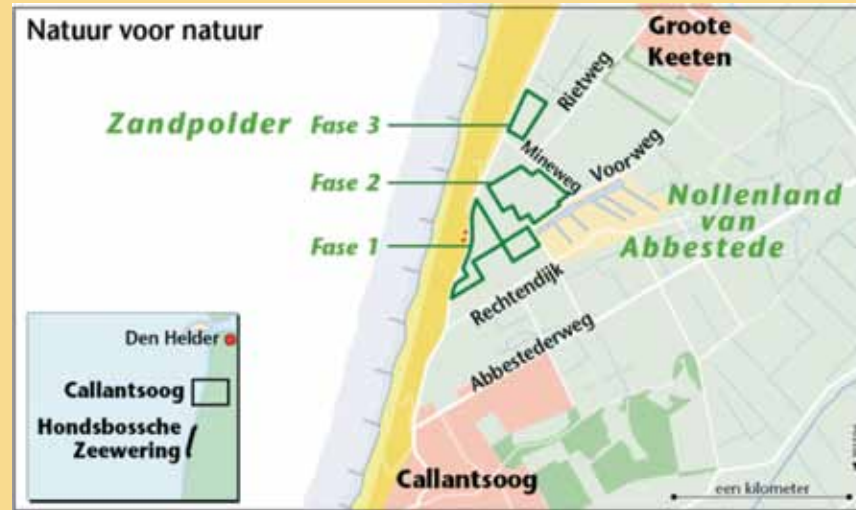 Natuur voor natuur
Groote
Keeten
Zandpolder Fase 3
Rietweg
Mineweg
Fase 2
Voorweg
Nollenland
van
Abbestede
Fase 1
Rechtendijk
Abbestederweg
Den Helder
Callantsoog
Hondsbossche
Zeewering
Callantsoog
een kilometer